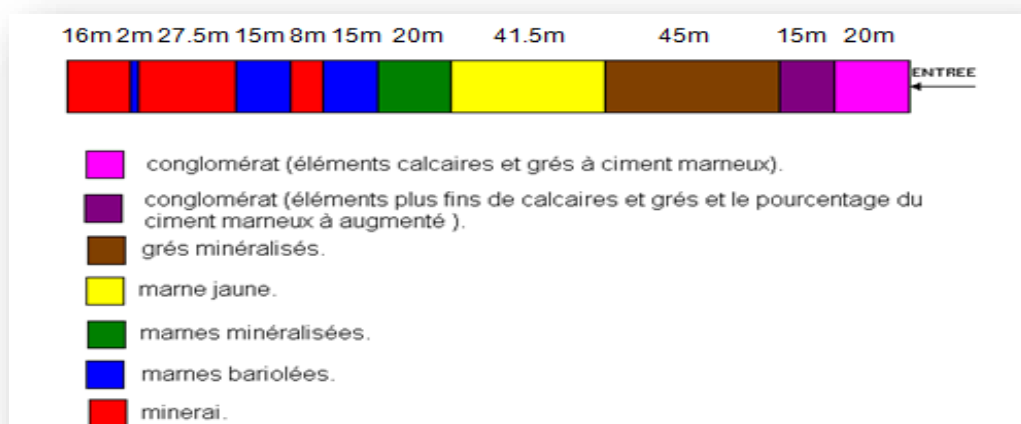 16m 2m 27.5m 15m 8m 15m 20m 41.5m 45m 15m 20m
ENTREE
conglomérat (éléments calcaires et grés à ciment marneux).
conglomérat (éléments plus fins de calcaires et grés et le pourcentage du
ciment marneux à augmenté ).
grés minéralisés.
marne jaune.
marnes minéralisées.
marnes bariolées.
minerai.